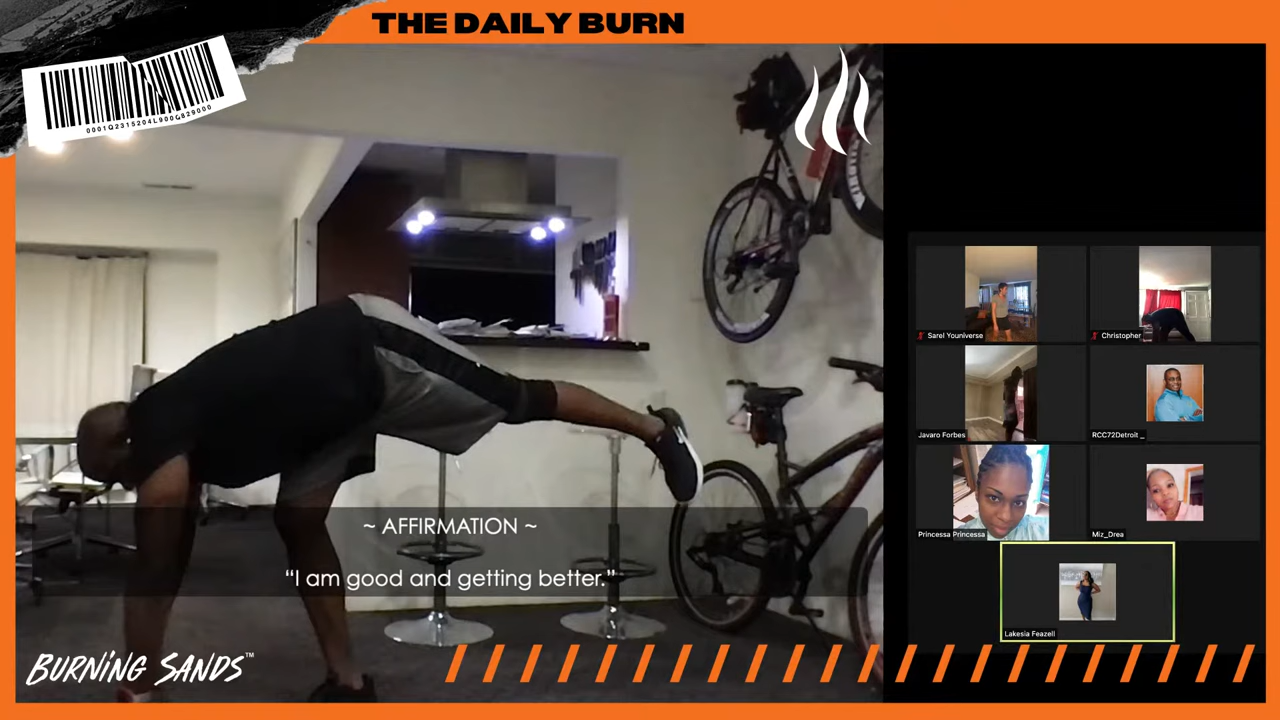 THE DAILY BURN
0001Q2315204L900G829000
Sarel Youniverse
Christopher
Javaro Forbes
RCC72Detroit _
Princessa Princessa
Miz_Drea
Lakesia Feazell
~ AFFIRMATION ~
“I am good and getting better.”
BURNING SANDS™